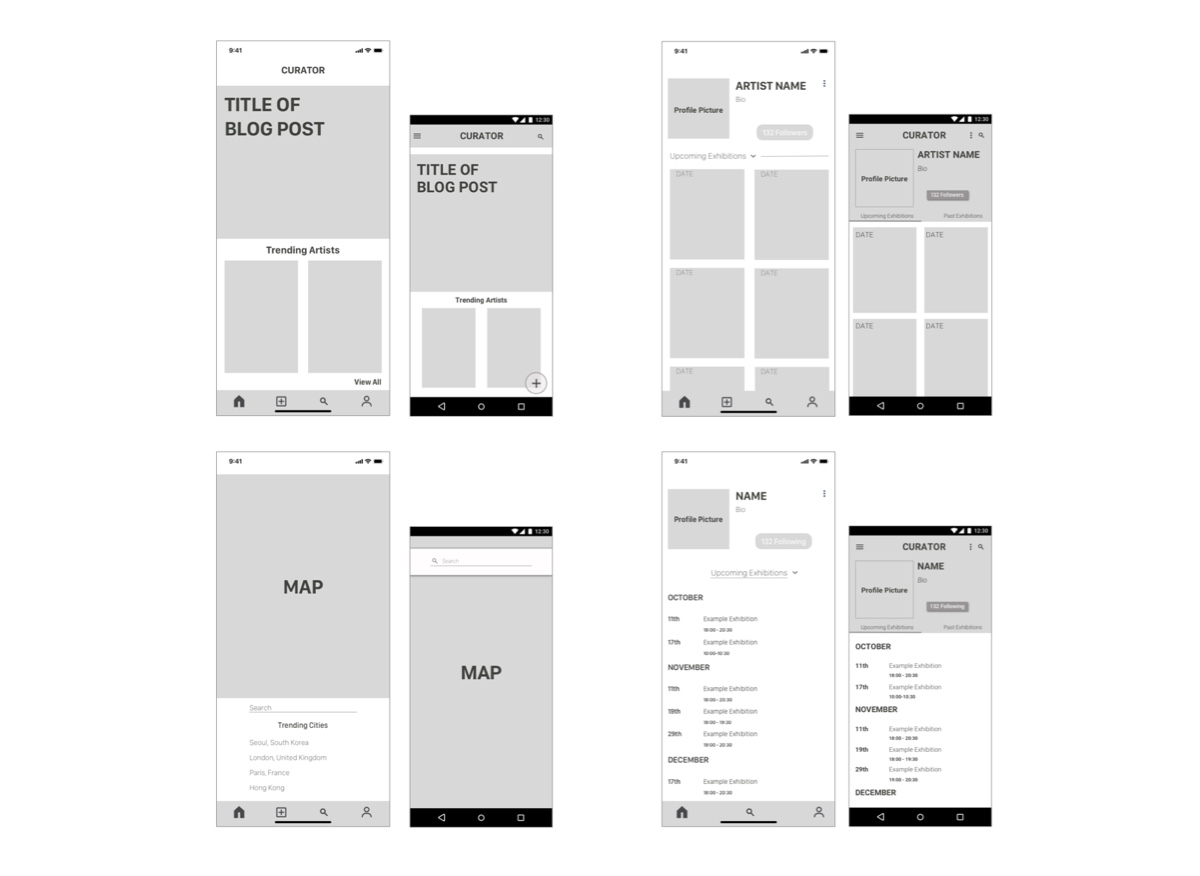 9:41
CURATOR
TITLE OF
BLOG POST
Trending Artists
View All
12:30
CURATOR
TITLE OF
BLOG POST
Trending Artists
9:41
Profile Picture
ARTIST NAME
Bio
132 Followers
Upcoming Exhibitions
DATE
DATE
DATE
DATE
DATE
DATE
12:30
CURATOR
Profile Picture
ARTIST NAME
Bio
132 Followers
Upcoming Exhibitions
Past Exhibitions
DATE
DATE
DATE
DATE
9:41
MAP
Search
Trending Cities
Seoul, South Korea
London, United Kingdom
Paris, France
Hong Kong
12:30
Search
MAP
9:41
Profile Picture
NAME
Bio
132 Following
Upcoming Exhibitions
OCTOBER
11th Example Exhibition
18:00 - 20:30
17th Example Exhibition
10:00-10:30
NOVEMBER
11th Example Exhibition
18:00 - 20:30
19th Example Exhibition
18:00 - 19:30
29th Example Exhibition
19:00 - 20:30
DECEMBER
17th Example Exhibition
18:00 - 20:30
12:30
CURATOR
Profile Picture
NAME
Bio
132 Following
Upcoming Exhibitions
Past Exhibitions
OCTOBER
11th Example Exhibition
18:00 - 20:30
17th Example Exhibition
10:00-10:30
NOVEMBER
11th Example Exhibition
18:00 - 20:30
19th Example Exhibition
18:00 - 19:30
29th Example Exhibition
19:00 - 20:30
DECEMBER